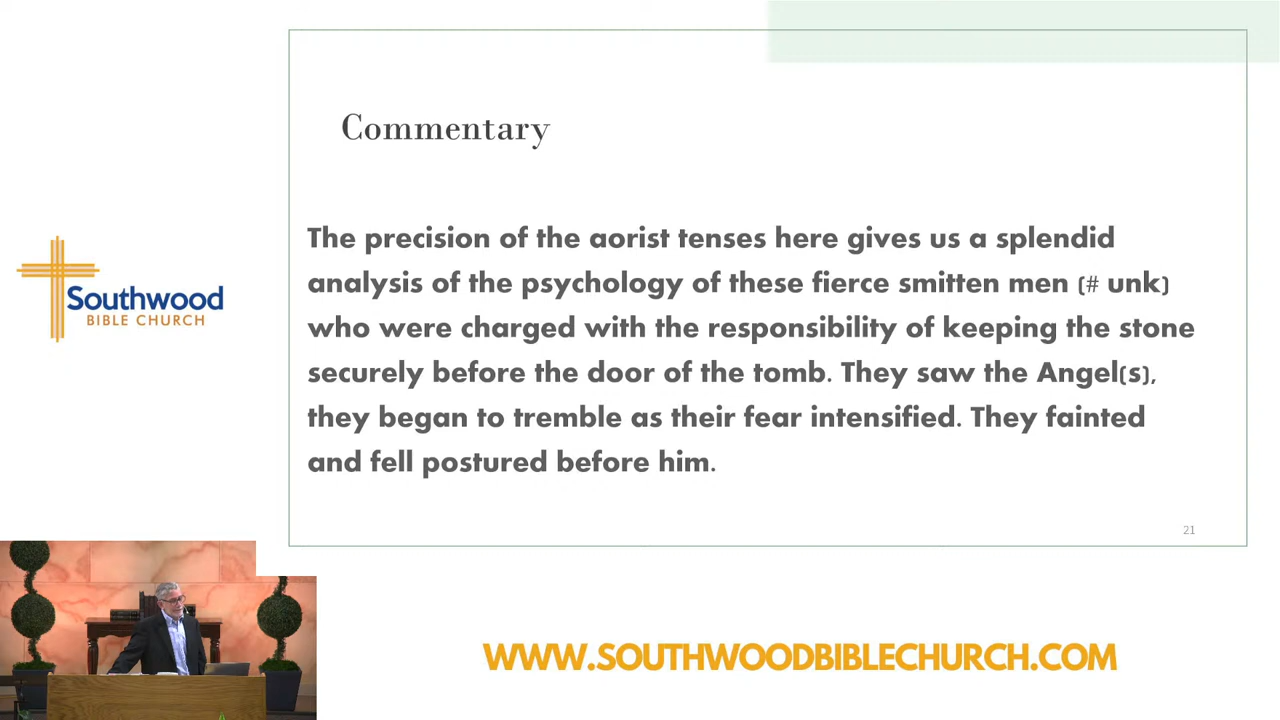 Commentary
The precision of the aorist tenses here gives us a splendid
analysis of the psychology of these fierce smitten men (# unk)
who were charged with the responsibility of keeping the stone
securely before the door of the tomb. They saw the Angel(s),
they began to tremble as their fear intensified. They fainted
and fell postured before him.
21
Southwood
BIBLE CHURCH
WWW.SOUTHWOODBIBLECHURCH.COM